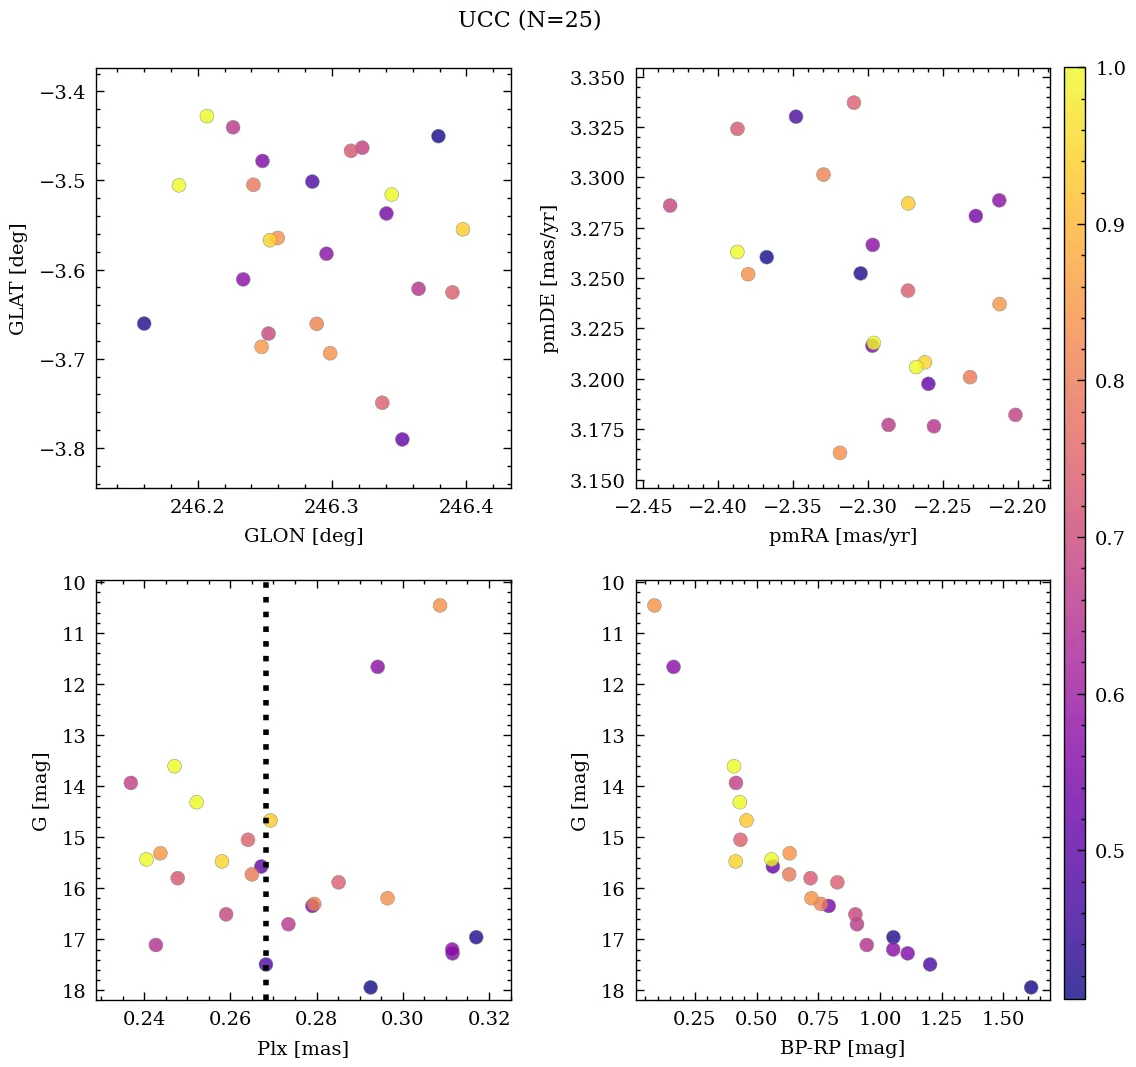 UCC (N=25)
−3.4
−3.5
−3.6
−3.7
−3.8
GLAT [deg]
246.2 246.3 246.4
GLON [deg]
3.350
3.325
3.300
3.275
3.250
3.225
3.200
3.175
3.150
pmDE [mas/yr]
−2.45 −2.40 −2.35 −2.30 −2.25 −2.20
pmRA [mas/yr]
10
11
12
13
14
15
16
17
18
G [mag]
0.24 0.26 0.28 0.30 0.32
Plx [mas]
10
11
12
13
14
15
16
17
18
G [mag]
0.25 0.50 0.75 1.00 1.25 1.50
BP-RP [mag]
1.0
0.9
0.8
0.7
0.6
0.5